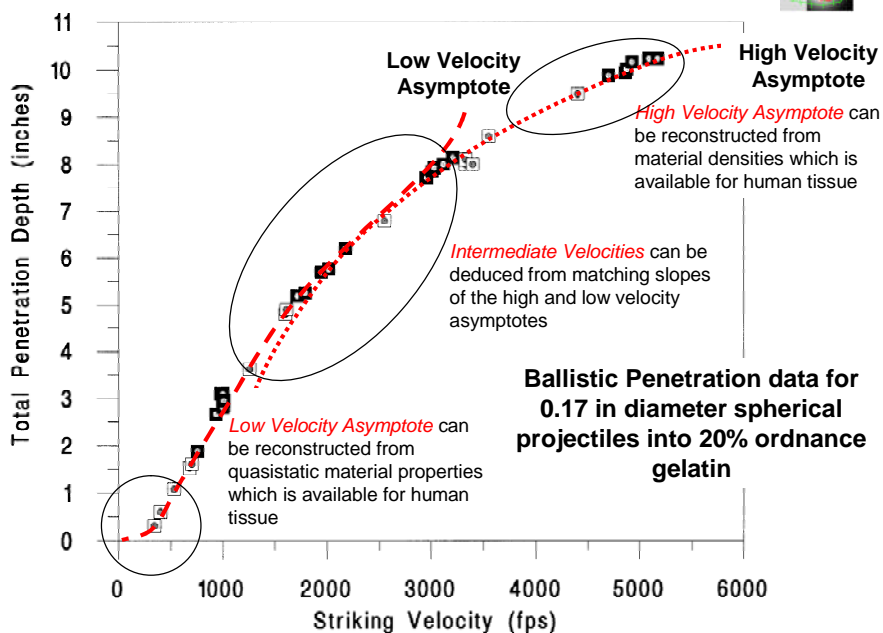 11
10
9
8
7
6
5
4
3
2
1
0
Total Penetration Depth (inches)
0
1000
2000
3000
4000
5000
6000
Striking Velocity (fps)
Low Velocity
Asymptote
High Velocity
Asymptote
High Velocity Asymptote can
be reconstructed from
material densities which is
available for human tissue
Intermediate Velocities can be
deduced from matching slopes
of the high and low velocity
asymptotes
Ballistic Penetration data for
0.17 in diameter spherical
projectiles into 20% ordnance
gelatin
Low Velocity Asymptote can
be reconstructed from
quasistatic material properties
which is available for human
tissue